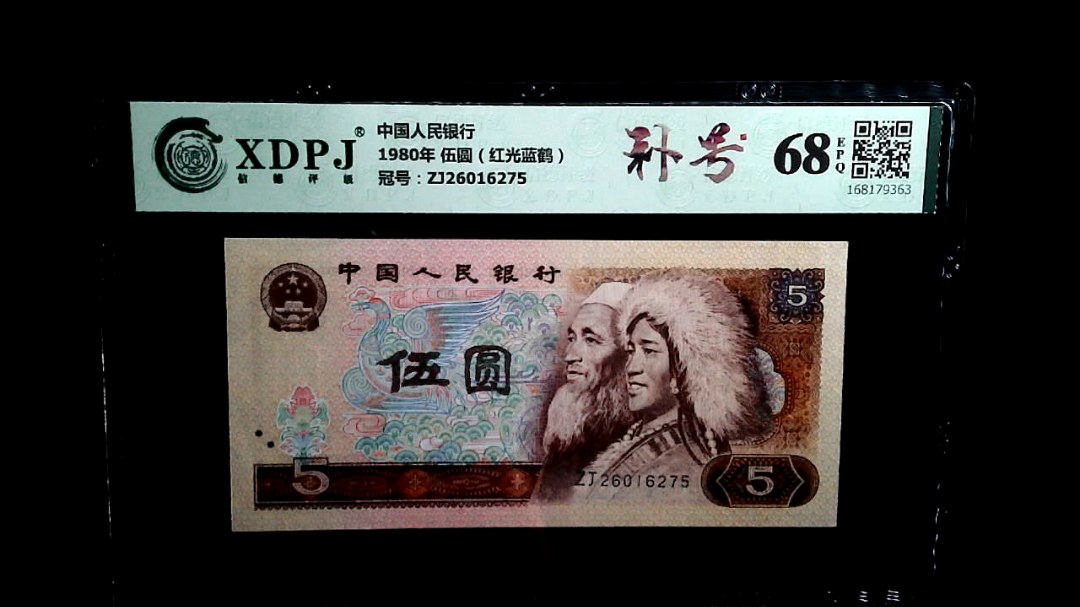 XDPJ®
信德评级
中国人民银行
1980年 伍圆（红光蓝鹤）
冠号：ZJ26016275
补号
68
EPQ
168179363
中国人民银行
5
伍圆
5
ZJ26016275
5